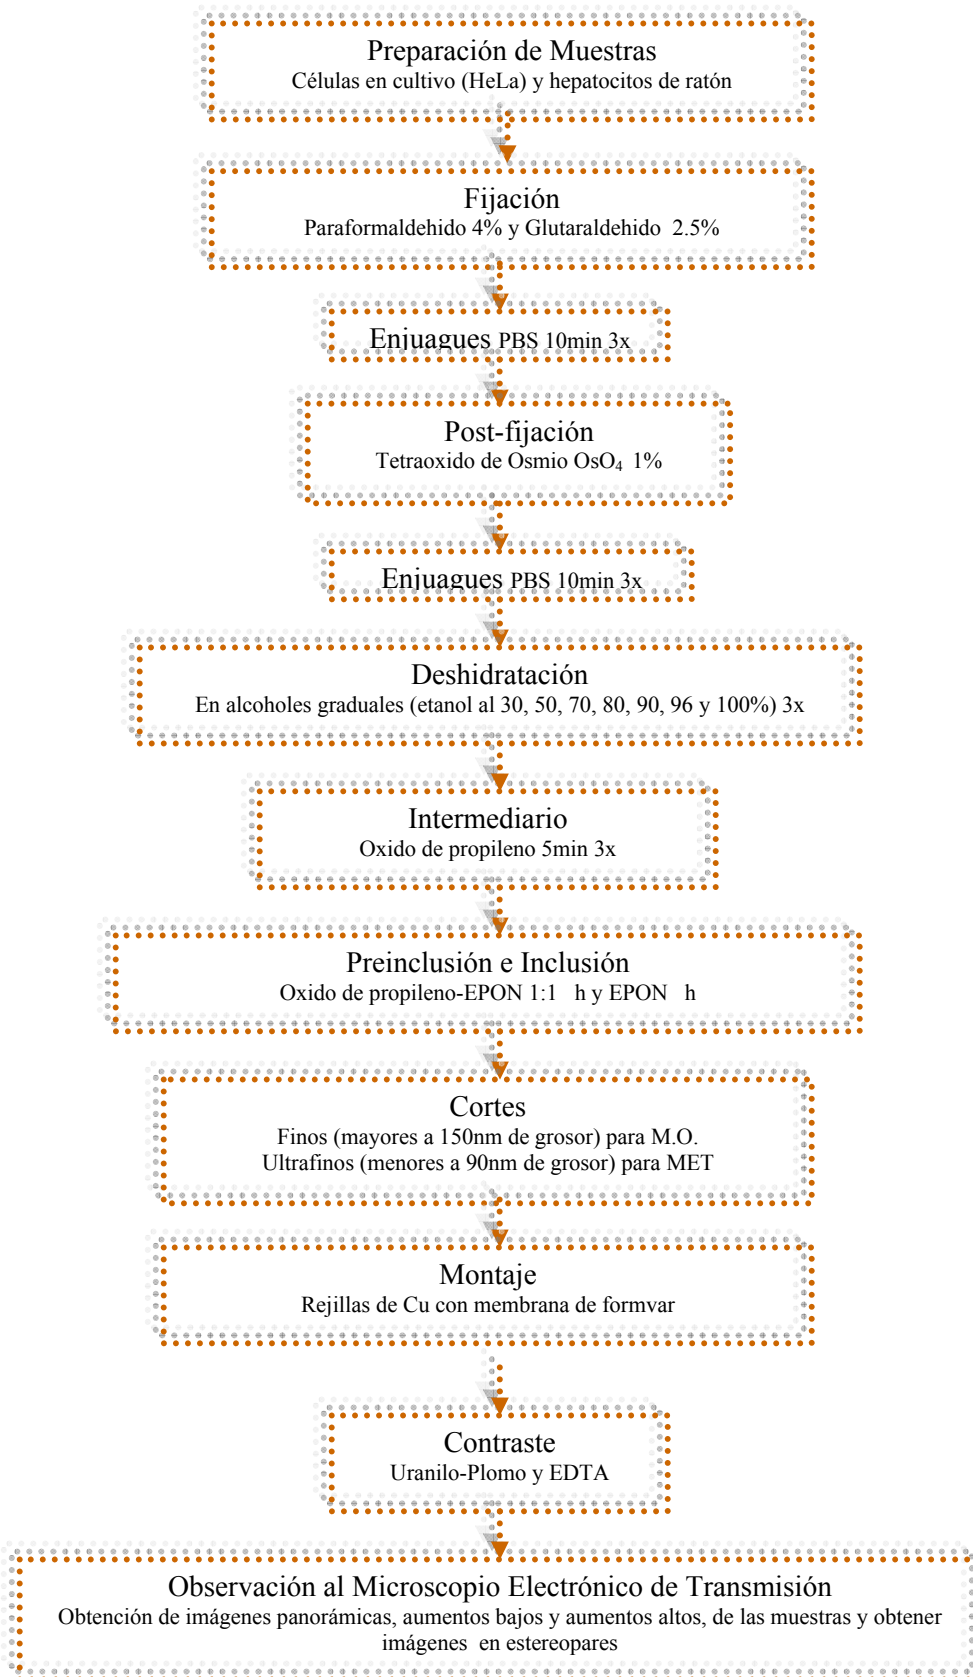 Preparación de Muestras
Células en cultivo (HeLa) y hepatocitos de ratón
Fijación
Paraformaldehido 4% y Glutaraldehido 2.5%
Enjuagues PBS 10min 3x
Post-fijación
Tetraoxido de Osmio OsO₄ 1%
Enjuagues PBS 10min 3x
Deshidratación
En alcoholes graduales (etanol al 30, 50, 70, 80, 90, 96 y 100%) 3x
Intermediario
Oxido de propileno 5min 3x
Preinclusión e Inclusión
Oxido de propileno-EPON 1:1 h y EPON h
Cortes
Finos (mayores a 150nm de grosor) para M.O.
Ultrafinos (menores a 90nm de grosor) para MET
Montaje
Rejillas de Cu con membrana de formvar
Contraste
Uranilo-Plomo y EDTA
Observación al Microscopio Electrónico de Transmisión
Obtención de imágenes panorámicas, aumentos bajos y aumentos altos, de las muestras y obtener
imágenes en estereopares